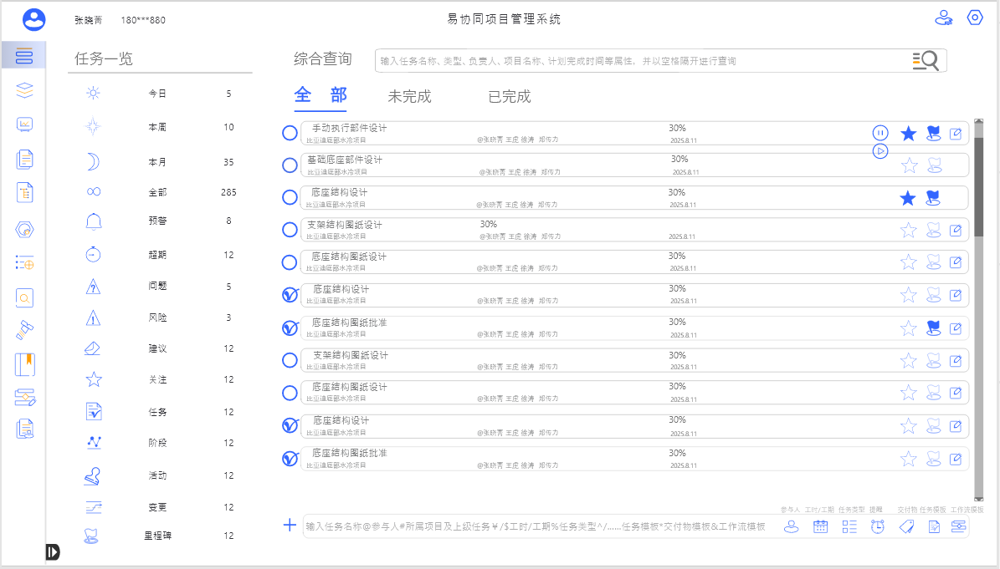 张晓菁 180***880 易协同项目管理系统
任务一览
今日 5
本周 10
本月 35
全部 285
预警 8
超期 12
问题 5
风险 3
建议 12
关注 12
任务 12
阶段 12
活动 12
变更 12
里程碑 12
综合查询 输入任务名称、类型、负责人、项目名称、计划完成时间等属性，并以空格隔开进行查询
全 部 未完成 已完成
手动执行部件设计 30%
比亚迪底部水冷项目 @张晓菁 王虎 徐涛 郑传力 2025.8.11
基础底座部件设计 30%
比亚迪底部水冷项目 @张晓菁 王虎 徐涛 郑传力 2025.8.11
底座结构设计 30%
比亚迪底部水冷项目 @张晓菁 王虎 徐涛 郑传力 2025.8.11
支架结构图纸设计 30%
比亚迪底部水冷项目 @张晓菁 王虎 徐涛 郑传力 2025.8.11
底座结构图纸设计 30%
比亚迪底部水冷项目 @张晓菁 王虎 徐涛 郑传力 2025.8.11
底座结构设计 30%
比亚迪底部水冷项目 @张晓菁 王虎 徐涛 郑传力 2025.8.11
底座结构图纸批准 30%
比亚迪底部水冷项目 @张晓菁 王虎 徐涛 郑传力 2025.8.11
支架结构图纸设计 30%
比亚迪底部水冷项目 @张晓菁 王虎 徐涛 郑传力 2025.8.11
底座结构图纸设计 30%
比亚迪底部水冷项目 @张晓菁 王虎 徐涛 郑传力 2025.8.11
底座结构设计 30%
比亚迪底部水冷项目 @张晓菁 王虎 徐涛 郑传力 2025.8.11
底座结构图纸批准 30%
比亚迪底部水冷项目 @张晓菁 王虎 徐涛 郑传力 2025.8.11
参与人 工时/工期 任务类型 提醒 交付物 任务模板 工作流模板
输入任务名称@参与人#所属项目及上级任务￥/$工时/工期%任务类型^/……任务模板*交付物模板&工作流模板